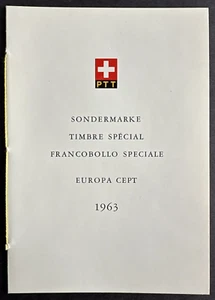 PTT
SONDERMARKE
TIMBRE SPÉCIAL
FRANCOBOLLO SPECIALE
EUROPA CEPT
1963